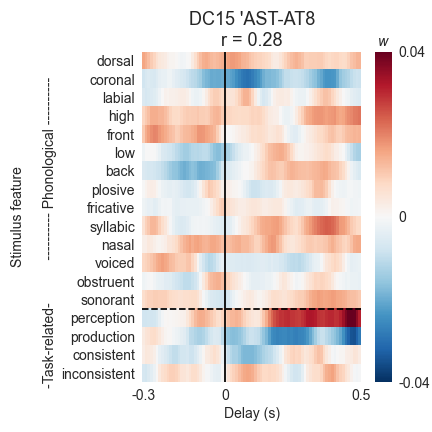 DC15 'AST-AT8
r = 0.28
w
dorsal
coronal
labial
high
front
low
back
plosive
fricative
syllabic
nasal
voiced
obstruent
sonorant
perception
production
consistent
inconsistent
Stimulus feature
-Task-related- ---------- Phonological ----------
0.04
0
-0.04
-0.3
0
0.5
Delay (s)